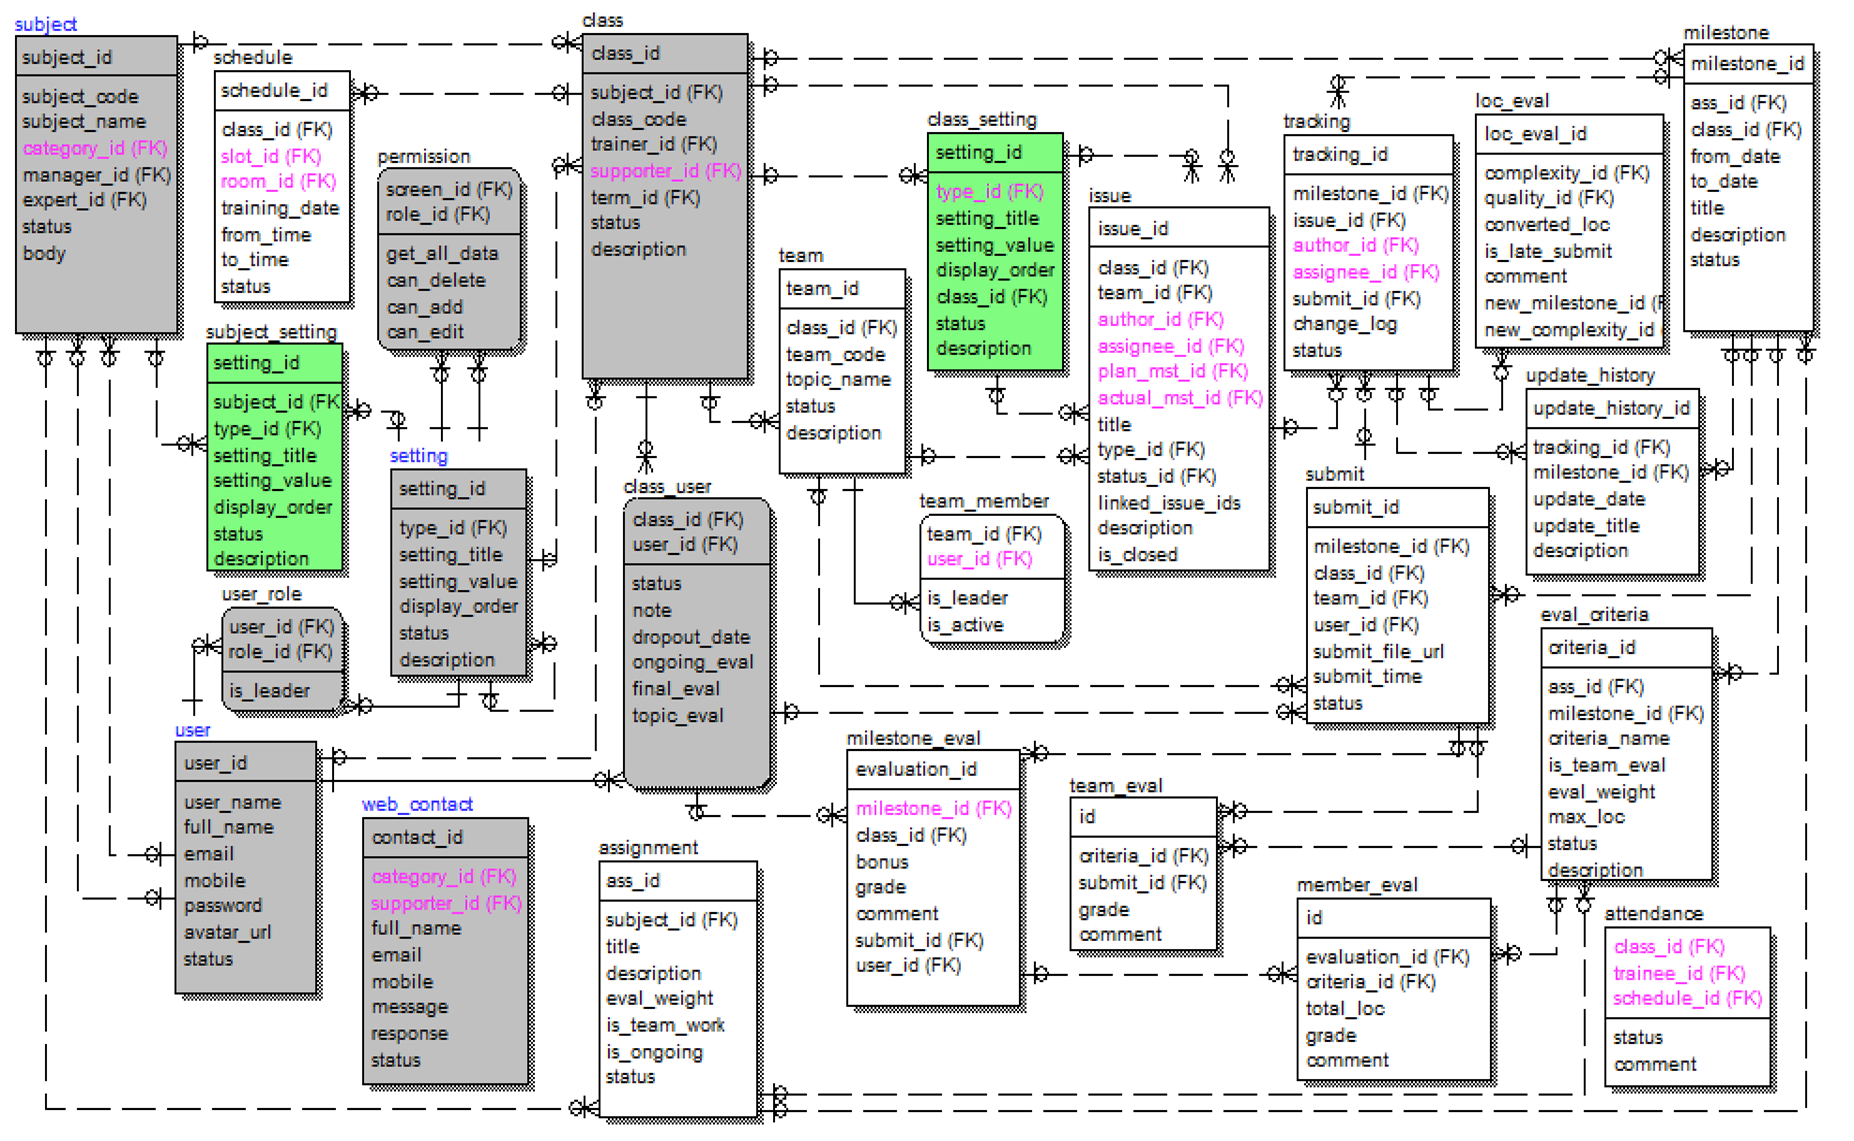 subject
subject_id
subject_code
subject_name
category_id (FK)
manager_id (FK)
expert_id (FK)
status
body
schedule
schedule_id
class_id (FK)
slot_id (FK)
room_id (FK)
training_date
from_time
to_time
status
permission
screen_id (FK)
role_id (FK)
get_all_data
can_delete
can_add
can_edit
class
class_id
subject_id (FK)
class_code
trainer_id (FK)
supporter_id (FK)
term_id (FK)
status
description
class_setting
setting_id
type_id (FK)
setting_title
setting_value
display_order
class_id (FK)
status
description
issue
issue_id
class_id (FK)
team_id (FK)
author_id (FK)
assignee_id (FK)
plan_mst_id (FK)
actual_mst_id (FK)
title
type_id (FK)
status_id (FK)
linked_issue_ids
description
is_closed
tracking
tracking_id
milestone_id (FK)
issue_id (FK)
author_id (FK)
assignee_id (FK)
submit_id (FK)
change_log
status
loc_eval
loc_eval_id
complexity_id (FK)
quality_id (FK)
converted_loc
is_late_submit
comment
new_milestone_id (F
new_complexity_id (
milestone
milestone_id
ass_id (FK)
class_id (FK)
from_date
to_date
title
description
status
subject_setting
setting_id
subject_id (FK
type_id (FK)
setting_title
setting_value
display_order
status
description
setting
setting_id
type_id (FK)
setting_title
setting_value
display_order
status
description
team
team_id
class_id (FK)
team_code
topic_name
status
description
update_history
update_history_id
tracking_id (FK)
milestone_id (FK)
update_date
update_title
description
class_user
class_id (FK)
user_id (FK)
status
note
dropout_date
ongoing_eval
final_eval
topic_eval
team_member
team_id (FK)
user_id (FK)
is_leader
is_active
submit
submit_id
milestone_id (FK)
class_id (FK)
team_id (FK)
user_id (FK)
submit_file_url
submit_time
status
user_role
user_id (FK)
role_id (FK)
is_leader
eval_criteria
criteria_id
ass_id (FK)
milestone_id (FK)
criteria_name
is_team_eval
eval_weight
max_loc
status
description
user
user_id
user_name
full_name
email
mobile
password
avatar_url
status
web_contact
contact_id
category_id (FK)
supporter_id (FK)
full_name
email
mobile
message
response
status
assignment
ass_id
subject_id (FK)
title
description
eval_weight
is_team_work
is_ongoing
status
milestone_eval
evaluation_id
milestone_id (FK)
class_id (FK)
bonus
grade
comment
submit_id (FK)
user_id (FK)
team_eval
id
criteria_id (FK)
submit_id (FK)
grade
comment
member_eval
id
evaluation_id (FK)
criteria_id (FK)
total_loc
grade
comment
attendance
class_id (FK)
trainee_id (FK)
schedule_id (FK)
status
comment